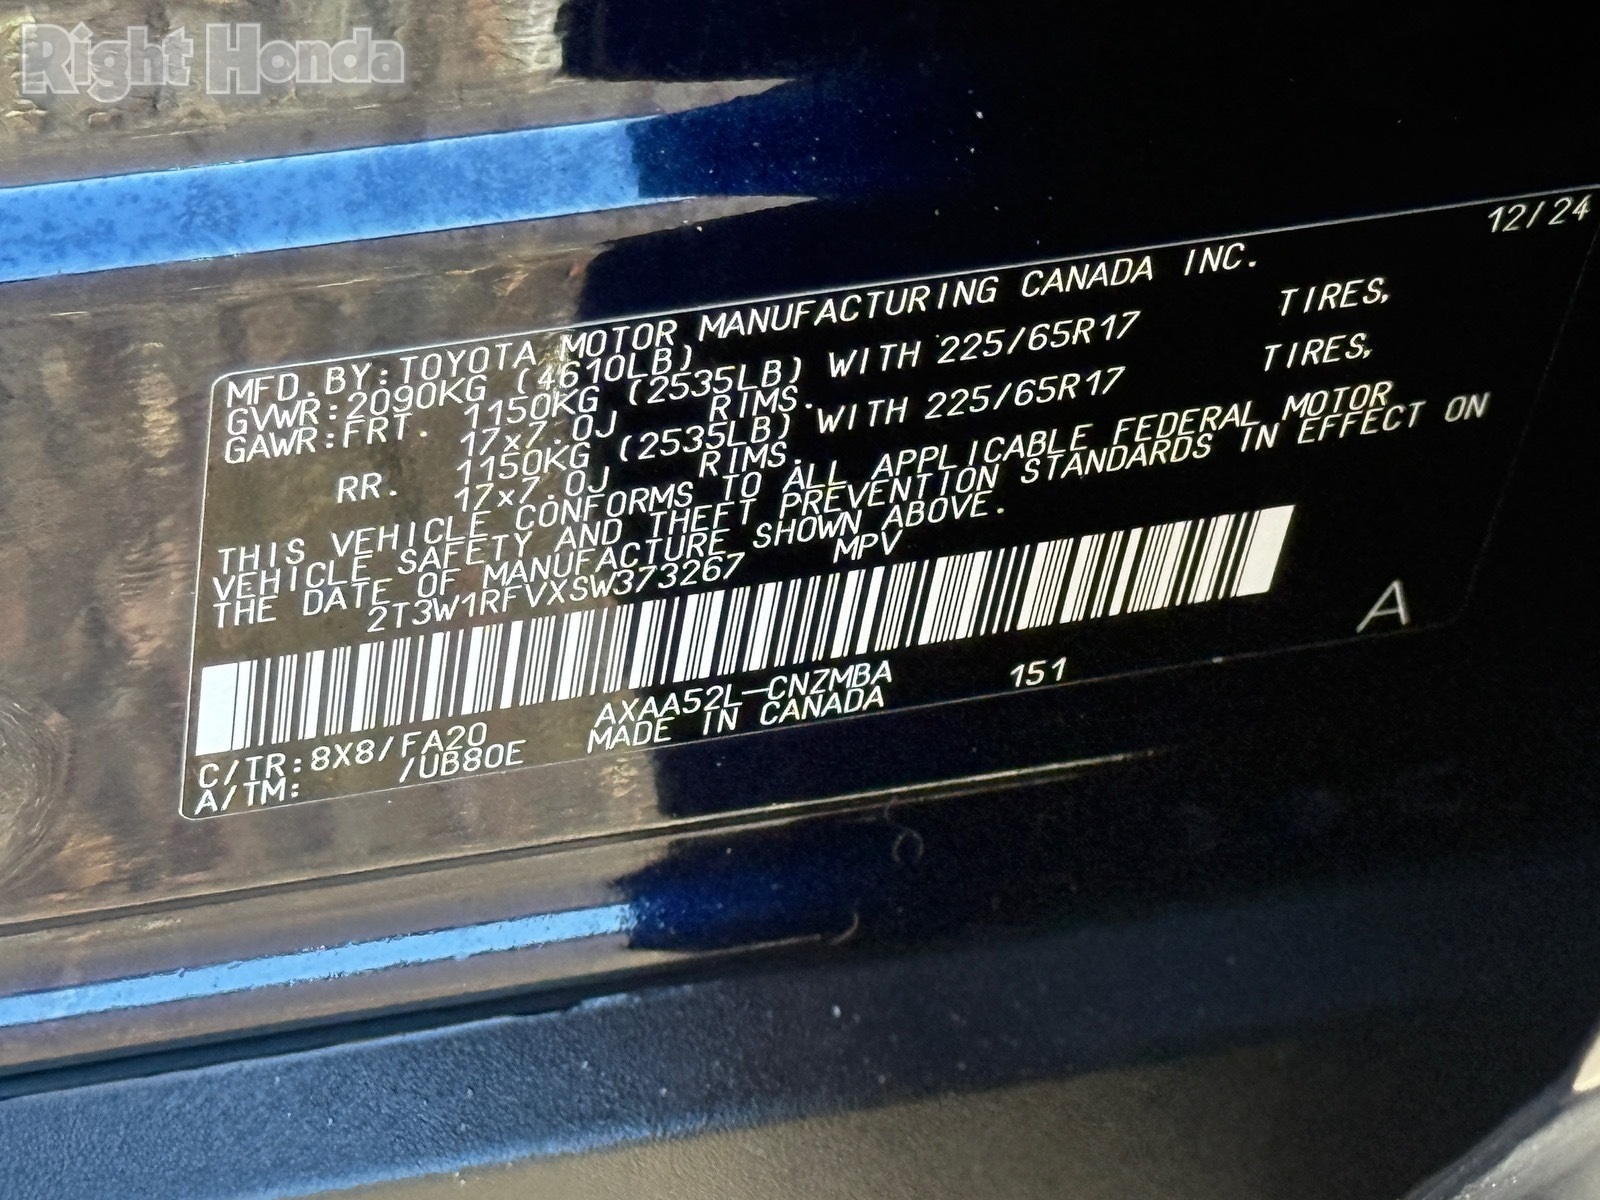 Right Honda
12/24
MFD. BY: TOYOTA MOTOR MANUFACTURING CANADA INC.
GVWR: 2090KG (4610LB)
GAWR: FRT. 1150KG (2535LB) WITH 225/65R17 TIRES,
17x7.0J RIMS.
RR. 1150KG (2535LB) WITH 225/65R17 TIRES,
17x7.0J RIMS.
THIS VEHICLE CONFORMS TO ALL APPLICABLE FEDERAL MOTOR
VEHICLE SAFETY AND THEFT PREVENTION STANDARDS IN EFFECT ON
THE DATE OF MANUFACTURE SHOWN ABOVE.
2T3W1RFVXSW373267 MPV
A
C/TR: 8X8/FA20 AXAA52L-CNZMBA 151
A/TM: /UB80E MADE IN CANADA